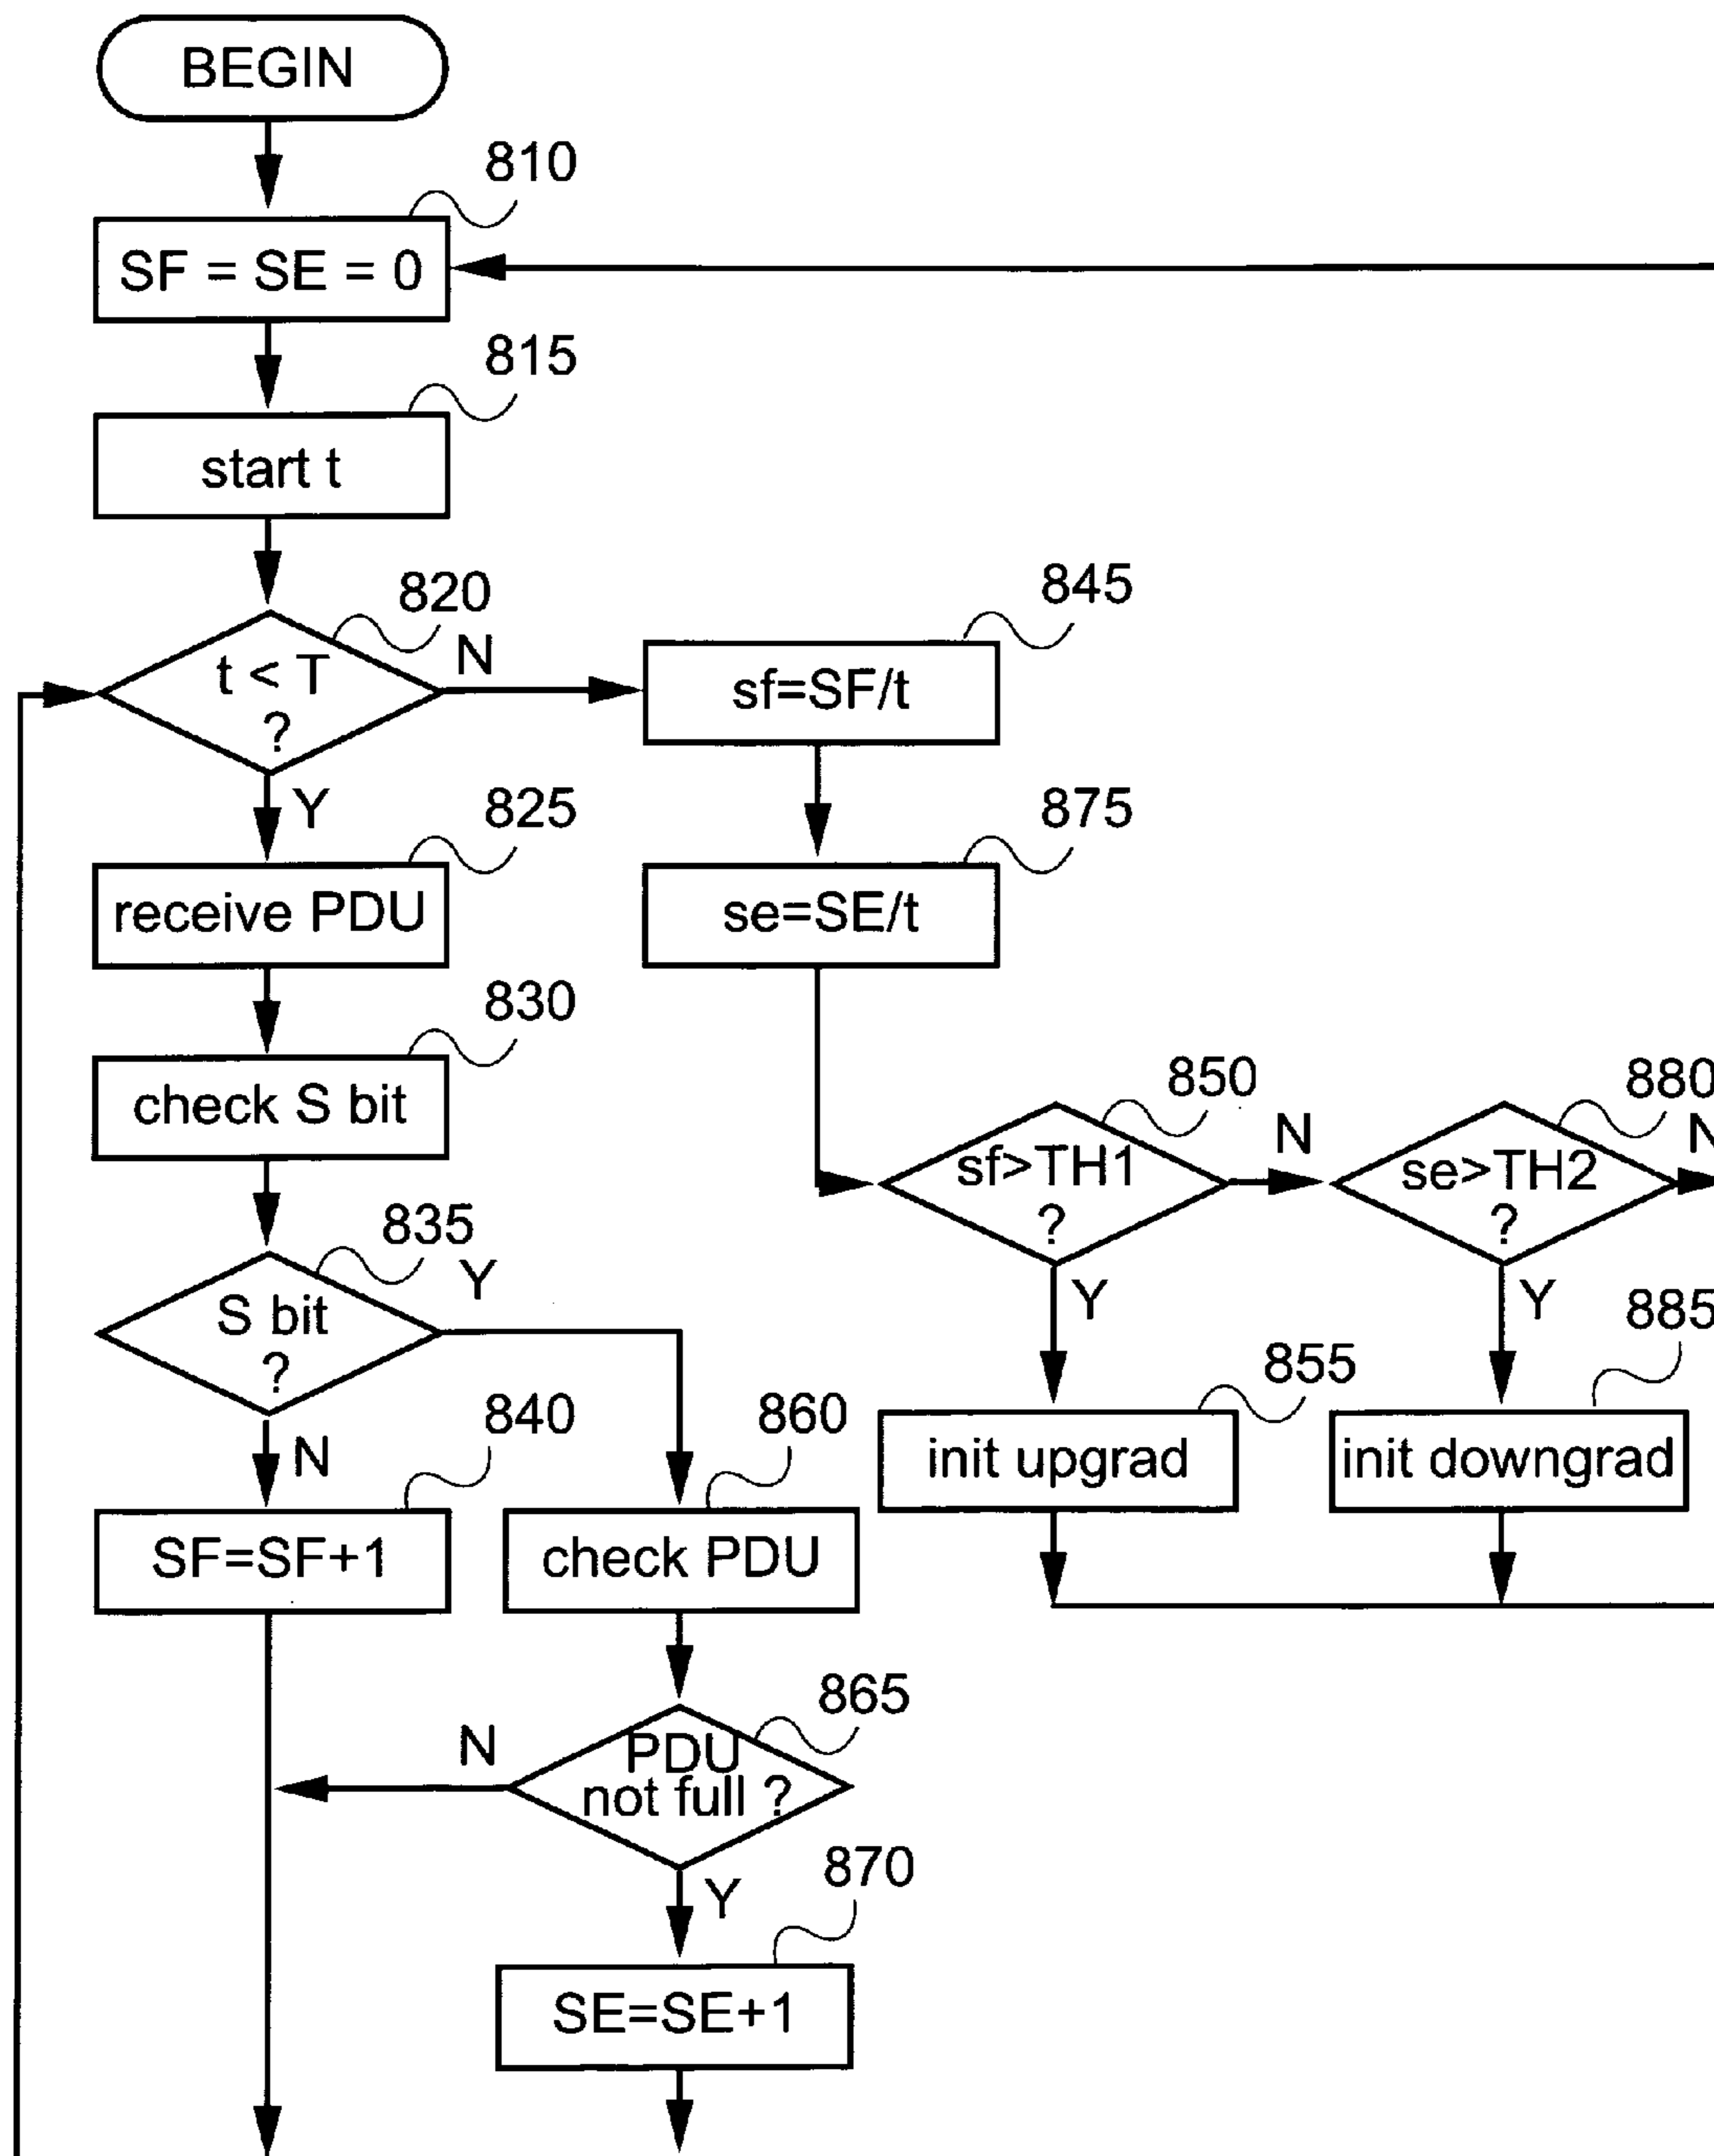 BEGIN
810
SF = SE = 0
815
start t
820
t < T
?
N
845
sf=SF/t
Y
825
receive PDU
875
se=SE/t
830
check S bit
850
sf>TH1
?
N
880
se>TH2
?
N
835
S bit
?
Y
Y
855
init upgrad
Y
885
init downgrad
N
840
SF=SF+1
860
check PDU
865
PDU
not full ?
N
Y
870
SE=SE+1